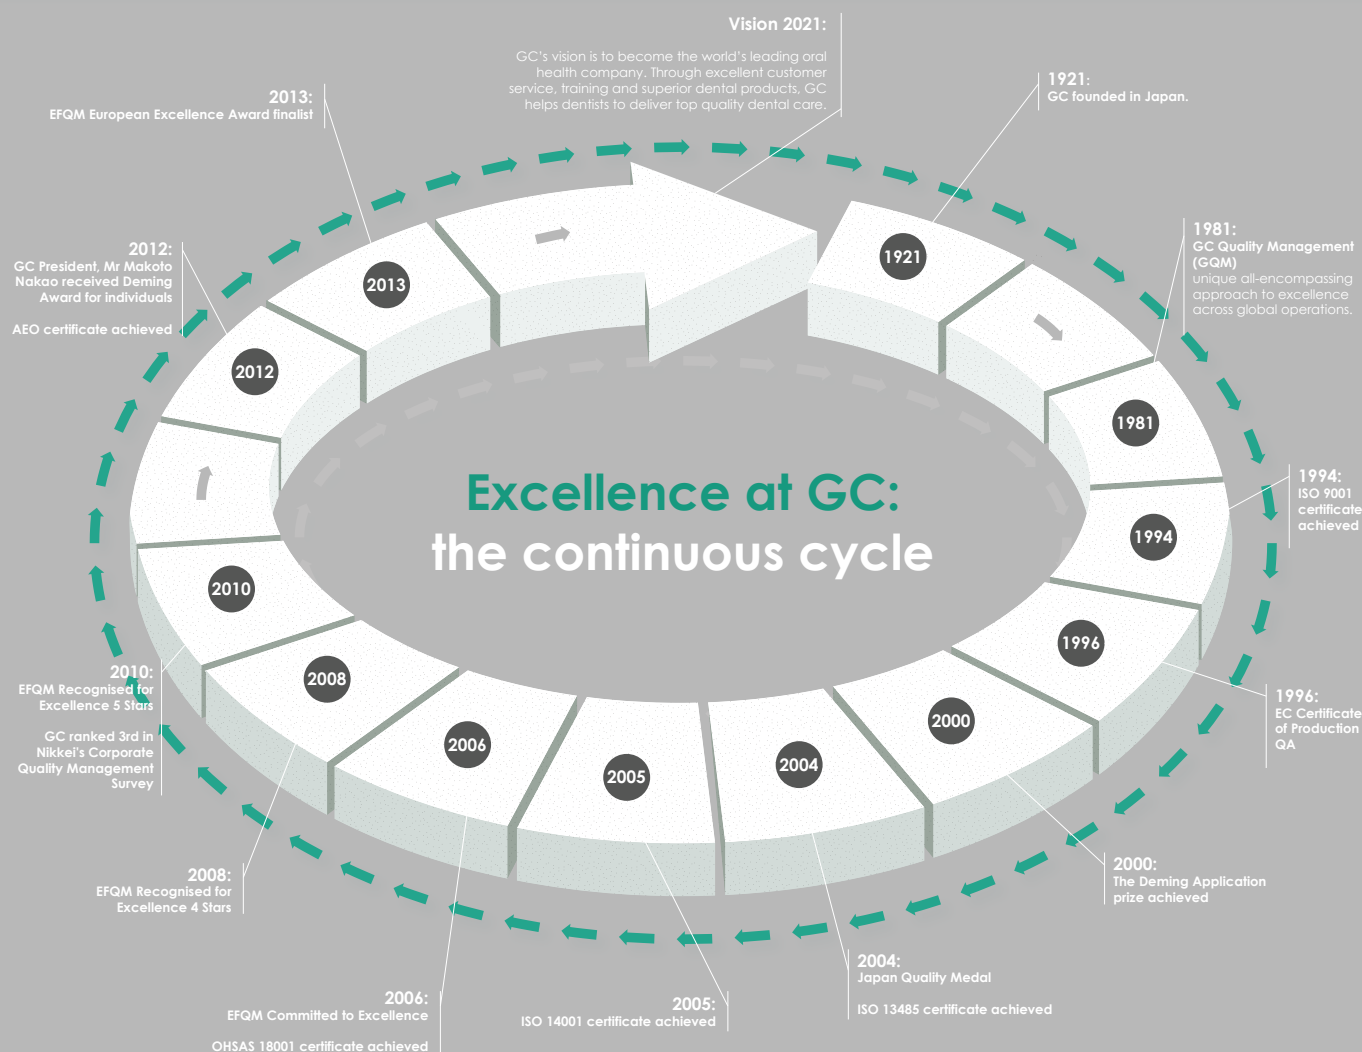 Vision 2021:
GC's vision is to become the world's leading oral
health company. Through excellent customer
service, training and superior dental products, GC
helps dentists to deliver top quality dental care.
1921:
GC founded in Japan.
1981:
GC Quality Management
(GQM)
unique all-encompassing
approach to excellence
across global operations.
1994:
ISO 9001
certificate
achieved
1996:
EC Certificate
of Production
QA
2000:
The Deming Application
prize achieved
2004:
Japan Quality Medal
ISO 13485 certificate achieved
2005:
ISO 14001 certificate achieved
2006:
EFQM Committed to Excellence
OHSAS 18001 certificate achieved
2008:
EFQM Recognised for
Excellence 4 Stars
2010:
EFQM Recognised for
Excellence 5 Stars
GC ranked 3rd in
Nikkei's Corporate
Quality Management
Survey
2012:
GC President, Mr Makoto
Nakao received Deming
Award for individuals
AEO certificate achieved
2013:
EFQM European Excellence Award finalist
1921
1981
1994
1996
2000
2004
2005
2006
2008
2010
2012
2013
Excellence at GC:
the continuous cycle